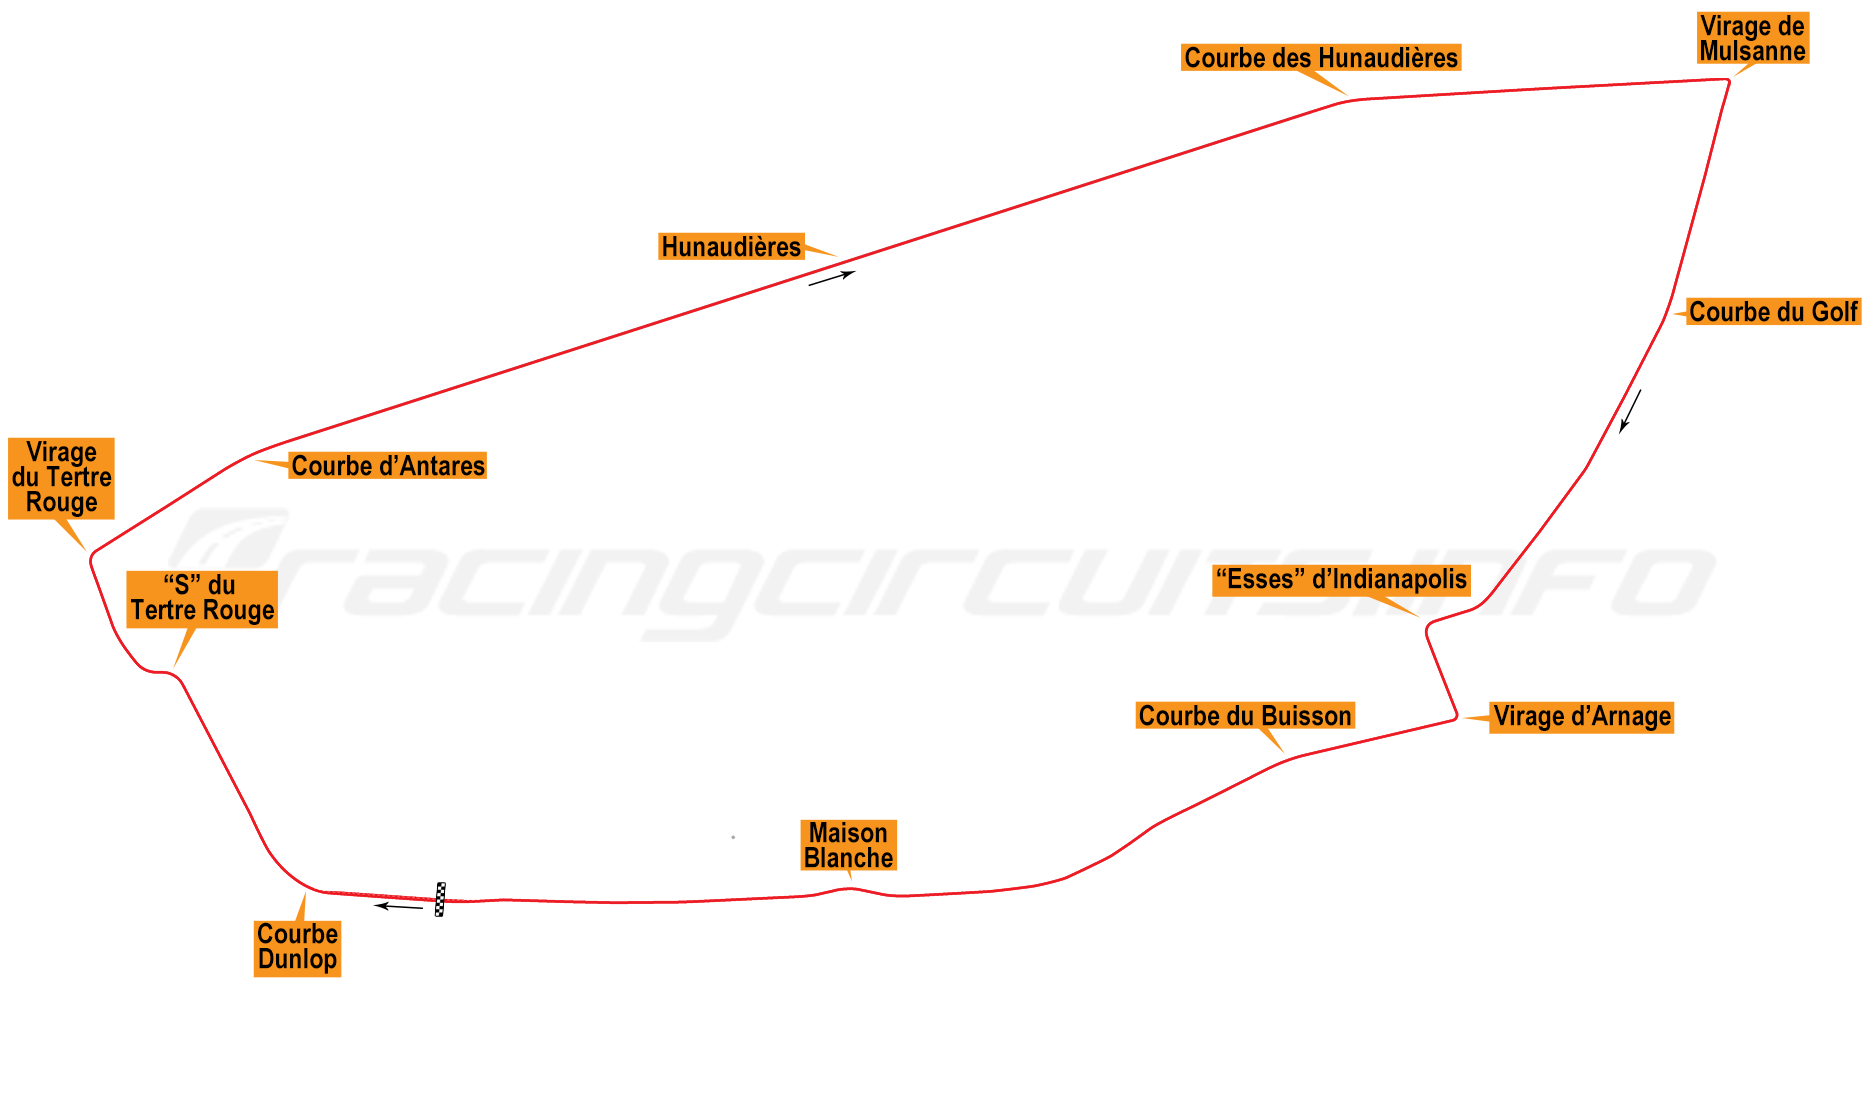 Virage de
Mulsanne
Courbe des Hunaudières
Hunaudières
Courbe du Golf
Virage
du Tertre
Rouge
Courbe d’Antares
“S” du
Tertre Rouge
racingcircuits.info
“Esses” d’Indianapolis
Courbe du Buisson
Virage d’Arnage
Maison
Blanche
Courbe
Dunlop